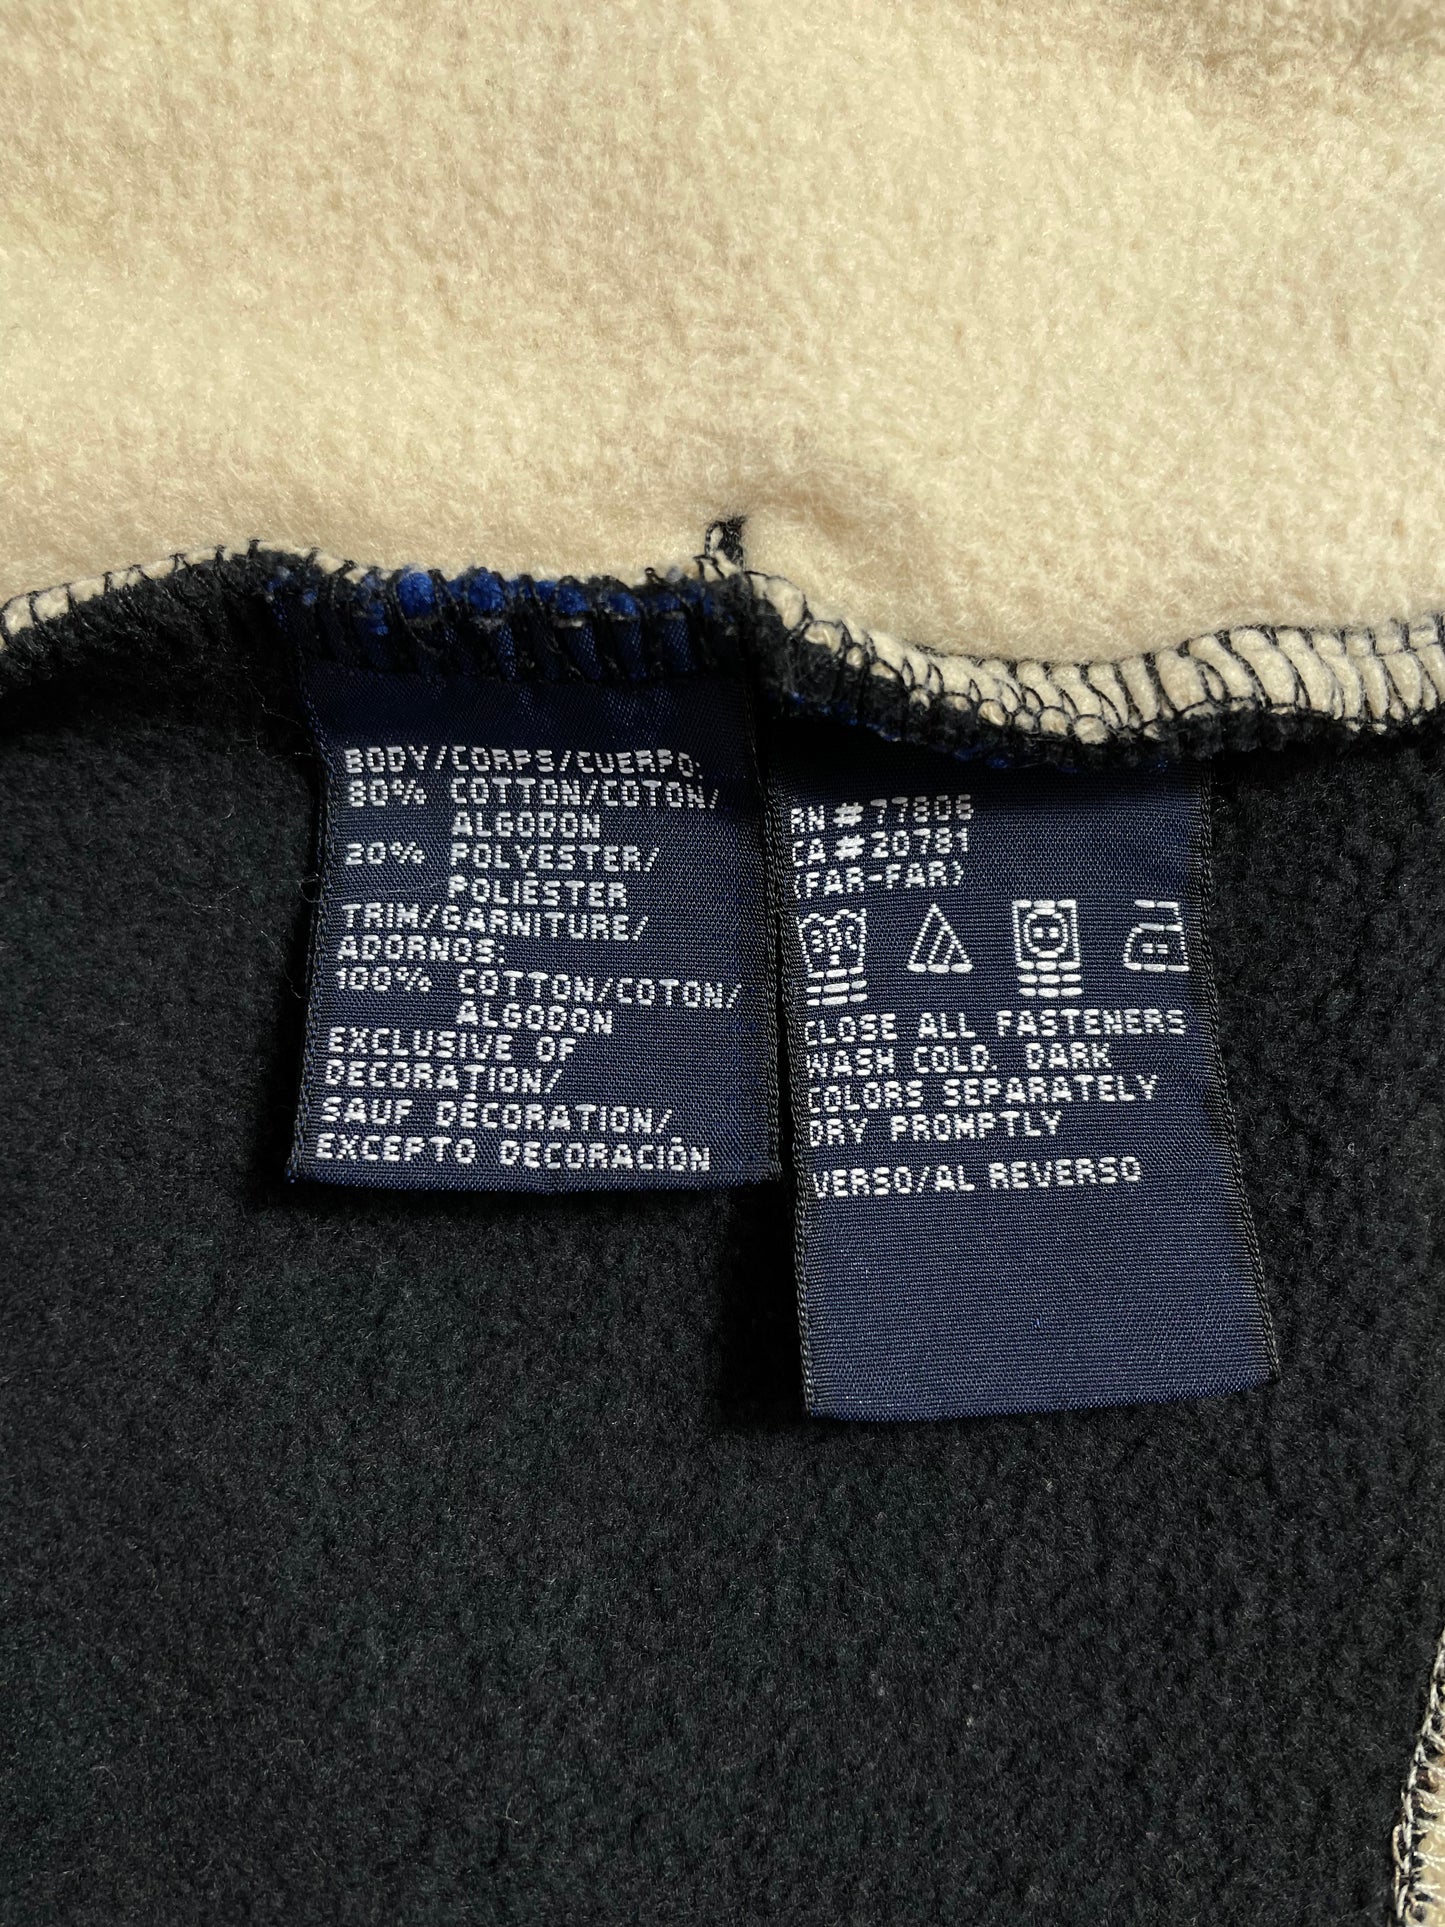 BODY/CORPS/CUERPO:
80% COTTON/COTON/
ALGODON
20% POLYESTER/
POLIÉSTER
TRIM/GARNITURE/
ADORNOS:
100% COTTON/COTON/
ALGODON
EXCLUSIVE OF
DECORATION/
SAUF DÉCORATION/
EXCEPTO DECORACIÓN
RN #77806
CA #20781
(FAR-FAR)
30C
CLOSE ALL FASTENERS
WASH COLD. DARK
COLORS SEPARATELY
DRY PROMPTLY
VERSO/AL REVERSO